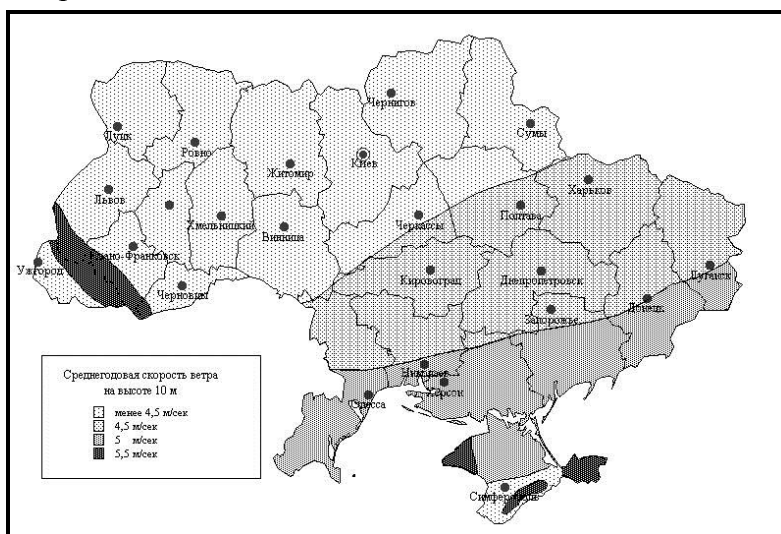 Чернигов
Луцк
Сумы
Ровно
Киев
Житомир
Харьков
Львов
Хмельницкий
Черкассы
Полтава
Винница
Ивано-Франковск
Ужгород
Черновцы
Кировоград
Днепропетровск
Луганск
Донецк
Запорожье
Николаев
Херсон
Одесса
Симферополь
Среднегодовая скорость ветра
на высоте 10 м
менее 4,5 м/сек
4,5 м/сек
5 м/сек
5,5 м/сек